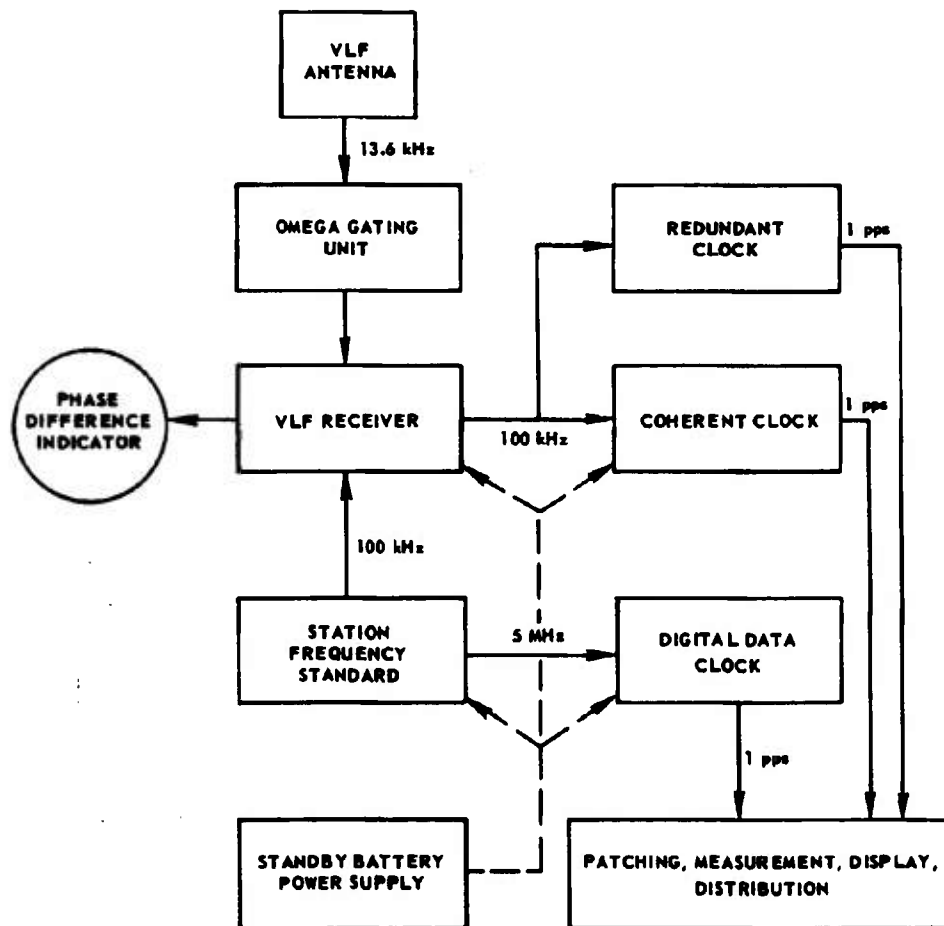 VLF
ANTENNA
13.6 kHz
OMEGA GATING
UNIT
REDUNDANT
CLOCK
1 pps
PHASE
DIFFERENCE
INDICATOR
VLF RECEIVER
100 kHz
COHERENT CLOCK
1 pps
100 kHz
STATION
FREQUENCY
STANDARD
5 MHz
DIGITAL DATA
CLOCK
1 pps
STANDBY BATTERY
POWER SUPPLY
PATCHING, MEASUREMENT, DISPLAY,
DISTRIBUTION